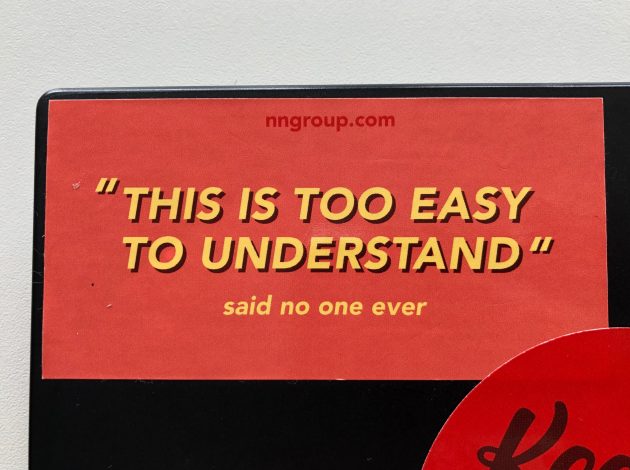 nngroup.com
"THIS IS TOO EASY
TO UNDERSTAND"
said no one ever